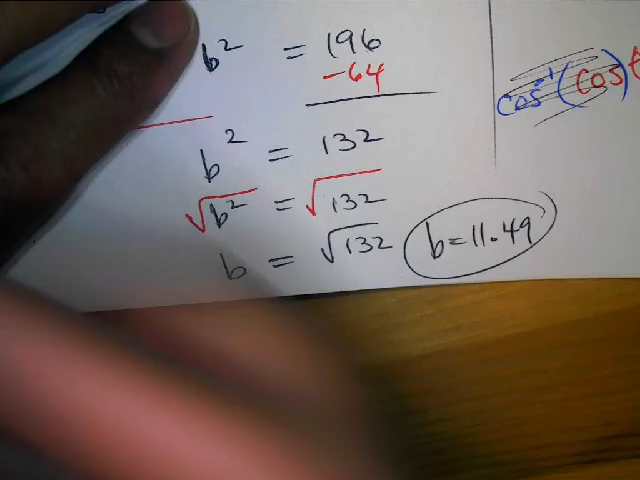 b² = 196
-64
b² = 132
√b² = √132
b = √132
b = 11.49
cos⁻¹(cos)